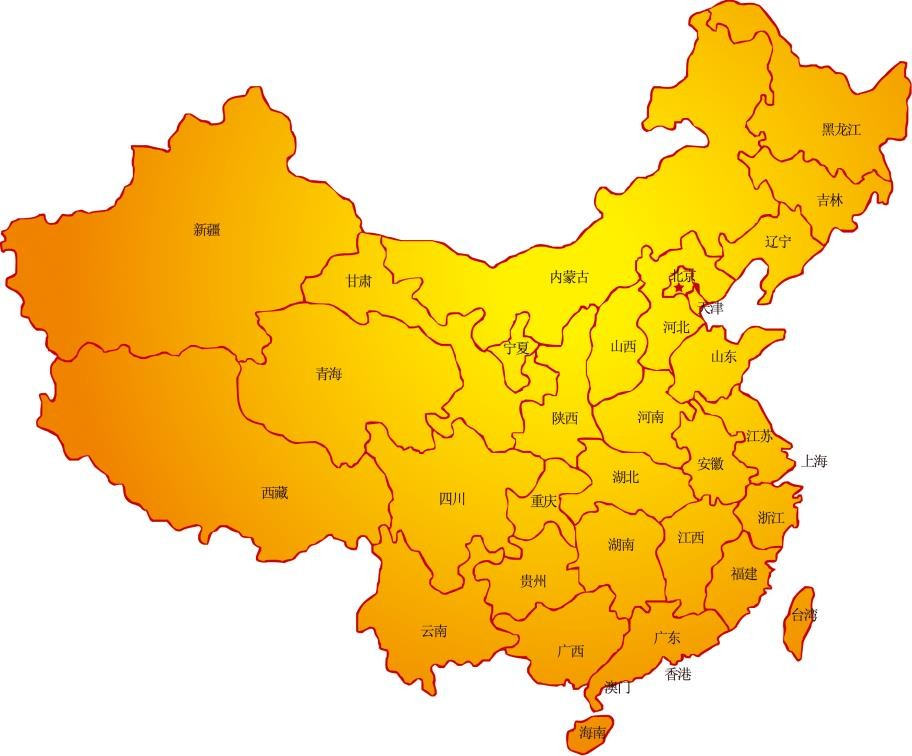 黑龙江
吉林
新疆
辽宁
北京
内蒙古
甘肃
天津
河北
宁夏
山西
山东
青海
陕西
河南
江苏
上海
安徽
湖北
西藏
四川
重庆
浙江
江西
湖南
福建
贵州
台湾
云南
广东
广西
香港
澳门
海南